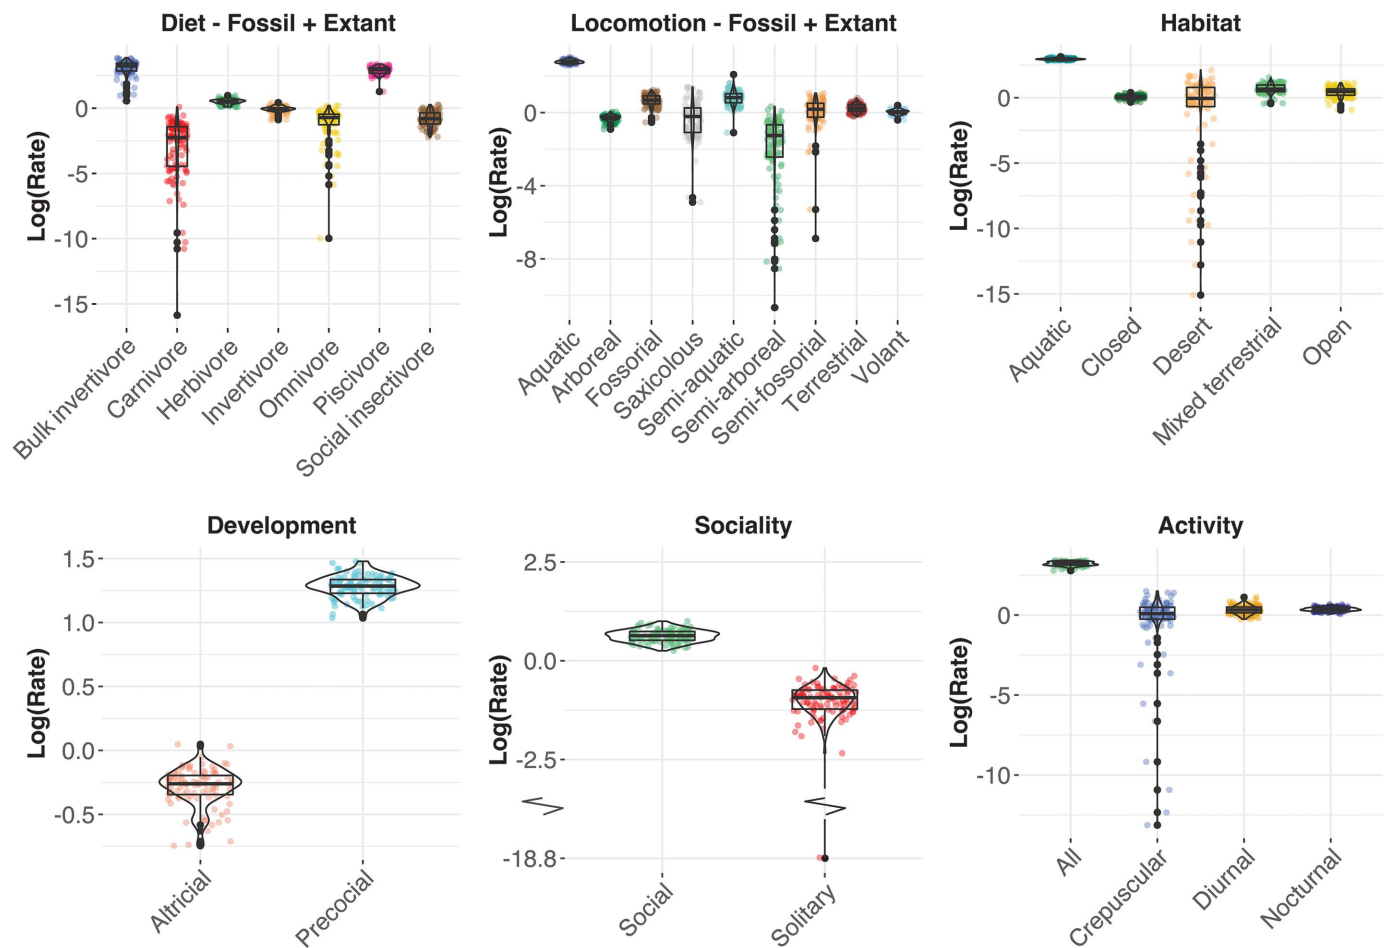 Diet - Fossil + Extant
Log(Rate)
0
-5
-10
-15
Bulk invertivore
Carnivore
Herbivore
Invertivore
Omnivore
Piscivore
Social insectivore
Locomotion - Fossil + Extant
Log(Rate)
0
-4
-8
Aquatic
Arboreal
Fossorial
Saxicolous
Semi-aquatic
Semi-arboreal
Semi-fossorial
Terrestrial
Volant
Habitat
Log(Rate)
0
-5
-10
-15
Aquatic
Closed
Desert
Mixed terrestrial
Open
Development
Log(Rate)
1.5
1.0
0.5
0.0
-0.5
Altricial
Precocial
Sociality
Log(Rate)
2.5
0.0
-2.5
-18.8
Social
Solitary
Activity
Log(Rate)
0
-5
-10
All
Crepuscular
Diurnal
Nocturnal